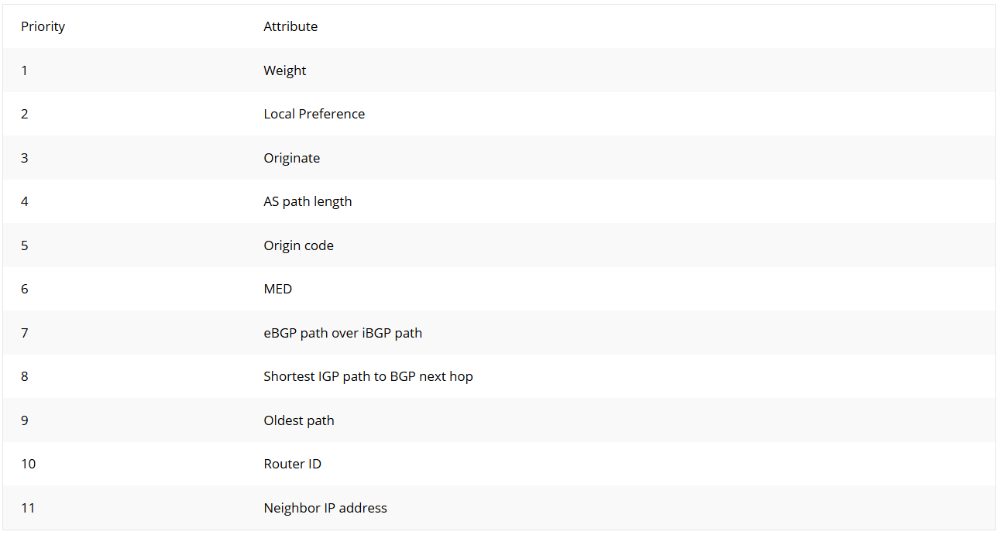 Priority Attribute
1 Weight
2 Local Preference
3 Originate
4 AS path length
5 Origin code
6 MED
7 eBGP path over iBGP path
8 Shortest IGP path to BGP next hop
9 Oldest path
10 Router ID
11 Neighbor IP address